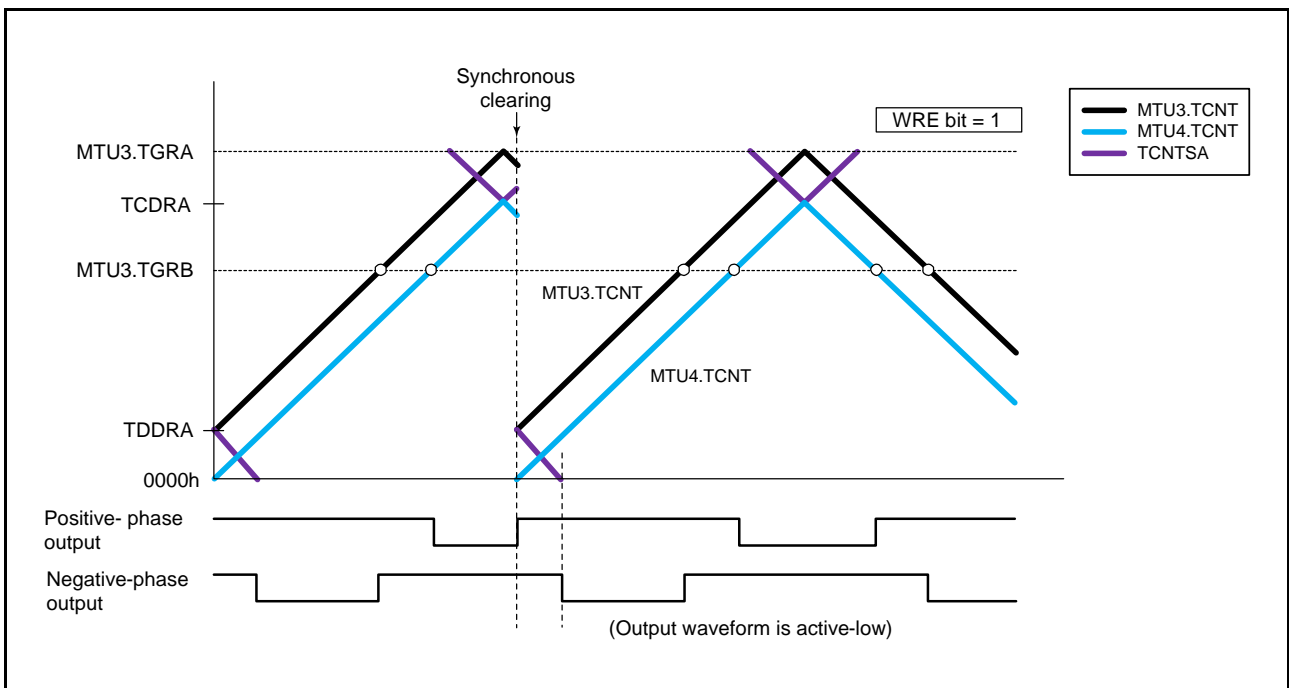 Synchronous
clearing
WRE bit = 1
MTU3.TCNT
MTU4.TCNT
TCNTSA
MTU3.TGRA
TCDRA
MTU3.TGRB
MTU3.TCNT
MTU4.TCNT
TDDRA
0000h
Positive- phase
output
Negative-phase
output
(Output waveform is active-low)